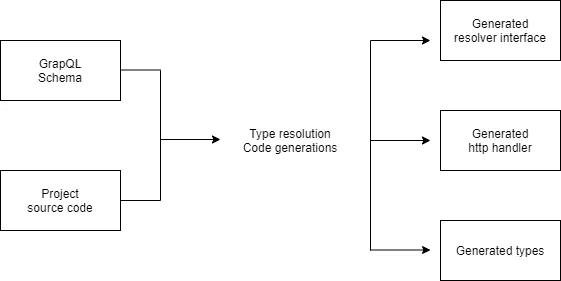 GrapQL
Schema
Project
source code
Type resolution
Code generations
Generated
resolver interface
Generated
http handler
Generated types